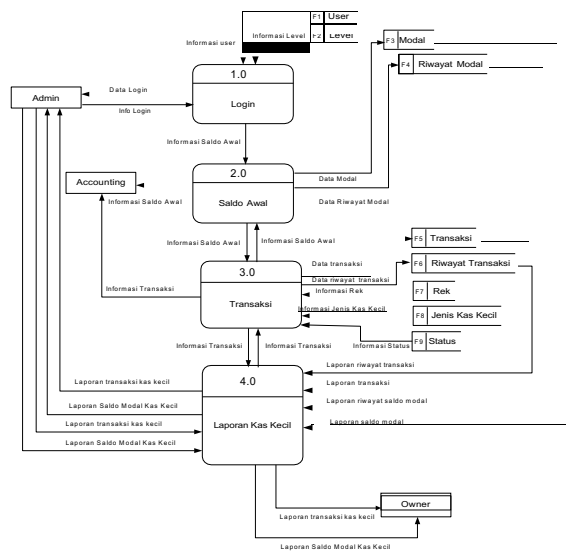 F1 User
Informasi user
Informasi Level
F2 Level
F3 Modal
F4 Riwayat Modal
1.0
Login
Admin
Data Login
Info Login
Informasi Saldo Awal
2.0
Saldo Awal
Accounting
Informasi Saldo Awal
Data Modal
Data Riwayat Modal
Informasi Saldo Awal
Informasi Saldo Awal
F5 Transaksi
F6 Riwayat Transaksi
F7 Rek
F8 Jenis Kas Kecil
F9 Status
3.0
Transaksi
Data transaksi
Data riwayat transaksi
Informasi Rek
Informasi Jenis Kas Kecil
Informasi Status
Informasi Transaksi
Informasi Transaksi
Informasi Transaksi
4.0
Laporan Kas Kecil
Laporan riwayat transaksi
Laporan transaksi
Laporan riwayat saldo modal
Laporan saldo modal
Laporan transaksi kas kecil
Laporan Saldo Modal Kas Kecil
Laporan transaksi kas kecil
Laporan Saldo Modal Kas Kecil
Owner
Laporan transaksi kas kecil
Laporan Saldo Modal Kas Kecil